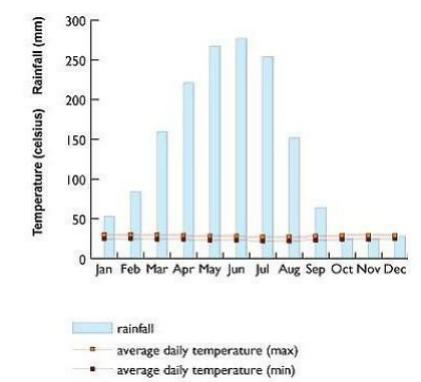 Temperature (celsius) Rainfall (mm)
300
250
200
150
100
50
0
Jan Feb Mar Apr May Jun Jul Aug Sep Oct Nov Dec
rainfall
average daily temperature (max)
average daily temperature (min)